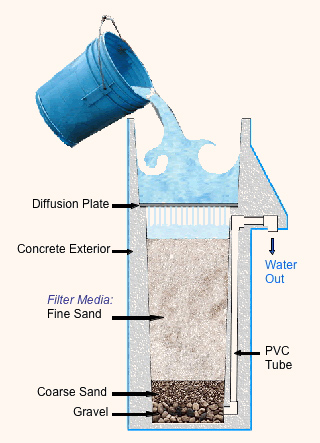 Diffusion Plate
Concrete Exterior
Water
Out
Filter Media:
Fine Sand
PVC
Tube
Coarse Sand
Gravel